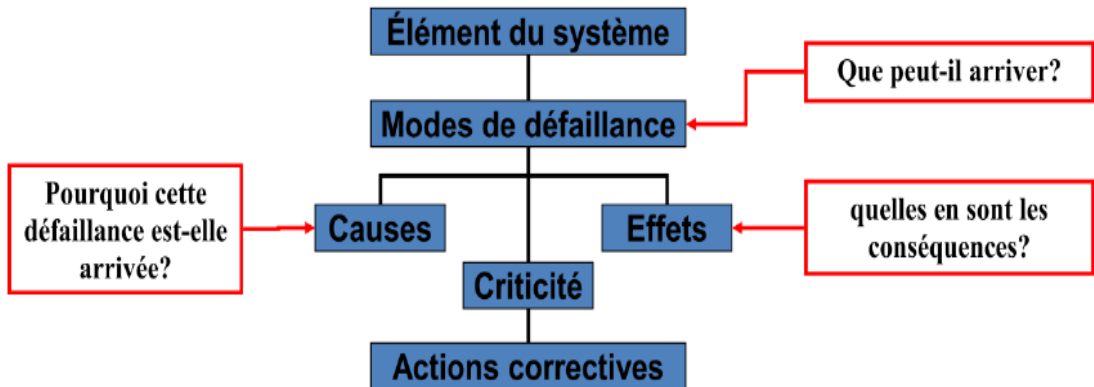 Élément du système
Que peut-il arriver?
Modes de défaillance
Pourquoi cette
défaillance est-elle
arrivée?
Causes
Effets
quelles en sont les
conséquences?
Criticité
Actions correctives